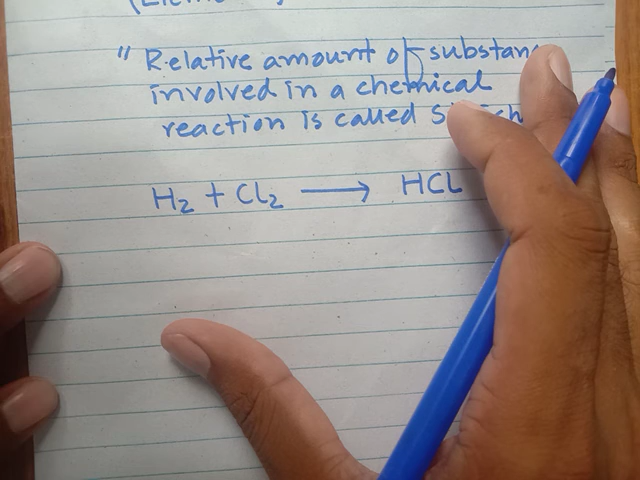 " Relative amount of substan
involved in a chemical
reaction is called
H₂ + Cl₂ ⟶ HCL